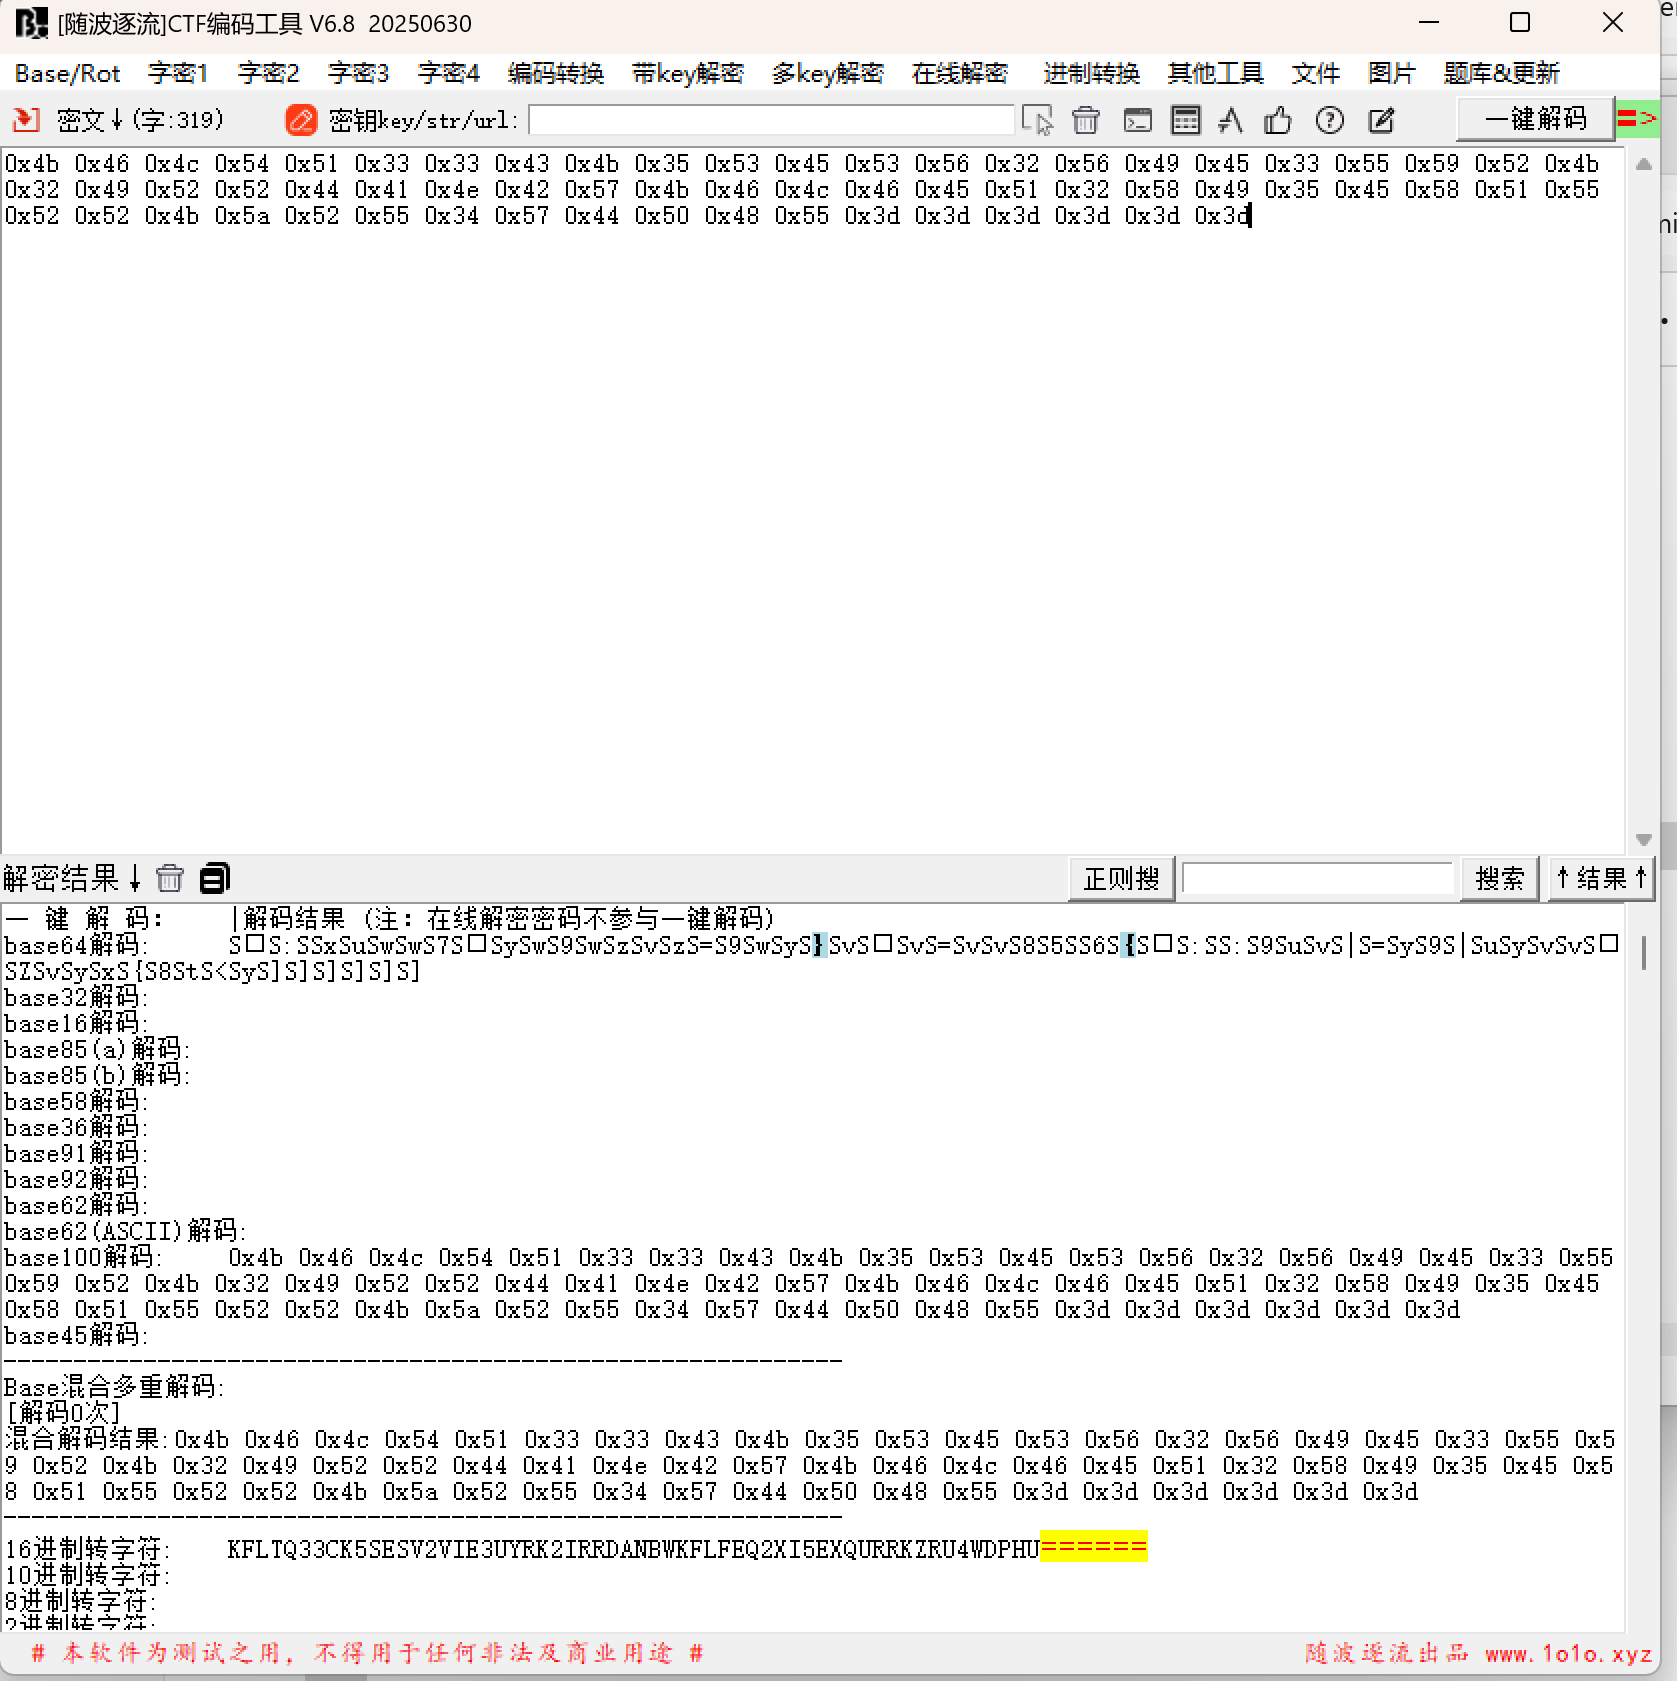 [随波逐流]CTF编码工具 V6.8 20250630
Base/Rot 字密1 字密2 字密3 字密4 编码转换 带key解密 多key解密 在线解密 进制转换 其他工具 文件 图片 题库&更新
密文↓(字:319) 密钥key/str/url: 一键解码 =>
0x4b 0x46 0x4c 0x54 0x51 0x33 0x33 0x43 0x4b 0x35 0x53 0x45 0x53 0x56 0x32 0x56 0x49 0x45 0x33 0x55 0x59 0x52 0x4b
0x32 0x49 0x52 0x52 0x44 0x41 0x4e 0x42 0x57 0x4b 0x46 0x4c 0x46 0x45 0x51 0x32 0x58 0x49 0x35 0x45 0x58 0x51 0x55
0x52 0x52 0x4b 0x5a 0x52 0x55 0x34 0x57 0x44 0x50 0x48 0x55 0x3d 0x3d 0x3d 0x3d 0x3d 0x3d
解密结果↓ 正则搜 搜索 ↑结果↑
一 键 解 码: |解码结果 (注: 在线解密密码不参与一键解码)
base64解码: S□S:SSxSuSwSwS7S□SySwS9SwSzSvSzS=S9SwSyS}SvS□SvS=SvSvS8S5SS6S{S□S:SS:S9SuSvS|S=SyS9S|SuSySvSvS□
SZSvSySxS{S8StS<SyS]S]S]S]S]S]
base32解码:
base16解码:
base85(a)解码:
base85(b)解码:
base58解码:
base36解码:
base91解码:
base92解码:
base62解码:
base62(ASCII)解码:
base100解码: 0x4b 0x46 0x4c 0x54 0x51 0x33 0x33 0x43 0x4b 0x35 0x53 0x45 0x53 0x56 0x32 0x56 0x49 0x45 0x33 0x55
0x59 0x52 0x4b 0x32 0x49 0x52 0x52 0x44 0x41 0x4e 0x42 0x57 0x4b 0x46 0x4c 0x46 0x45 0x51 0x32 0x58 0x49 0x35 0x45
0x58 0x51 0x55 0x52 0x52 0x4b 0x5a 0x52 0x55 0x34 0x57 0x44 0x50 0x48 0x55 0x3d 0x3d 0x3d 0x3d 0x3d 0x3d
base45解码:
------------------------------------------------------------
Base混合多重解码:
[解码0次]
混合解码结果:0x4b 0x46 0x4c 0x54 0x51 0x33 0x33 0x43 0x4b 0x35 0x53 0x45 0x53 0x56 0x32 0x56 0x49 0x45 0x33 0x55 0x5
9 0x52 0x4b 0x32 0x49 0x52 0x52 0x44 0x41 0x4e 0x42 0x57 0x4b 0x46 0x4c 0x46 0x45 0x51 0x32 0x58 0x49 0x35 0x45 0x5
8 0x51 0x55 0x52 0x52 0x4b 0x5a 0x52 0x55 0x34 0x57 0x44 0x50 0x48 0x55 0x3d 0x3d 0x3d 0x3d 0x3d 0x3d
------------------------------------------------------------
16进制转字符: KFLTQ33CK5SESV2VIE3UYRK2IRRDANBWKFLFEQ2XI5EXQURRKZRU4WDPHU======
10进制转字符:
8进制转字符:
2进制转字符:
# 本软件为测试之用，不得用于任何非法及商业用途 # 随波逐流出品 www.1o1o.xyz